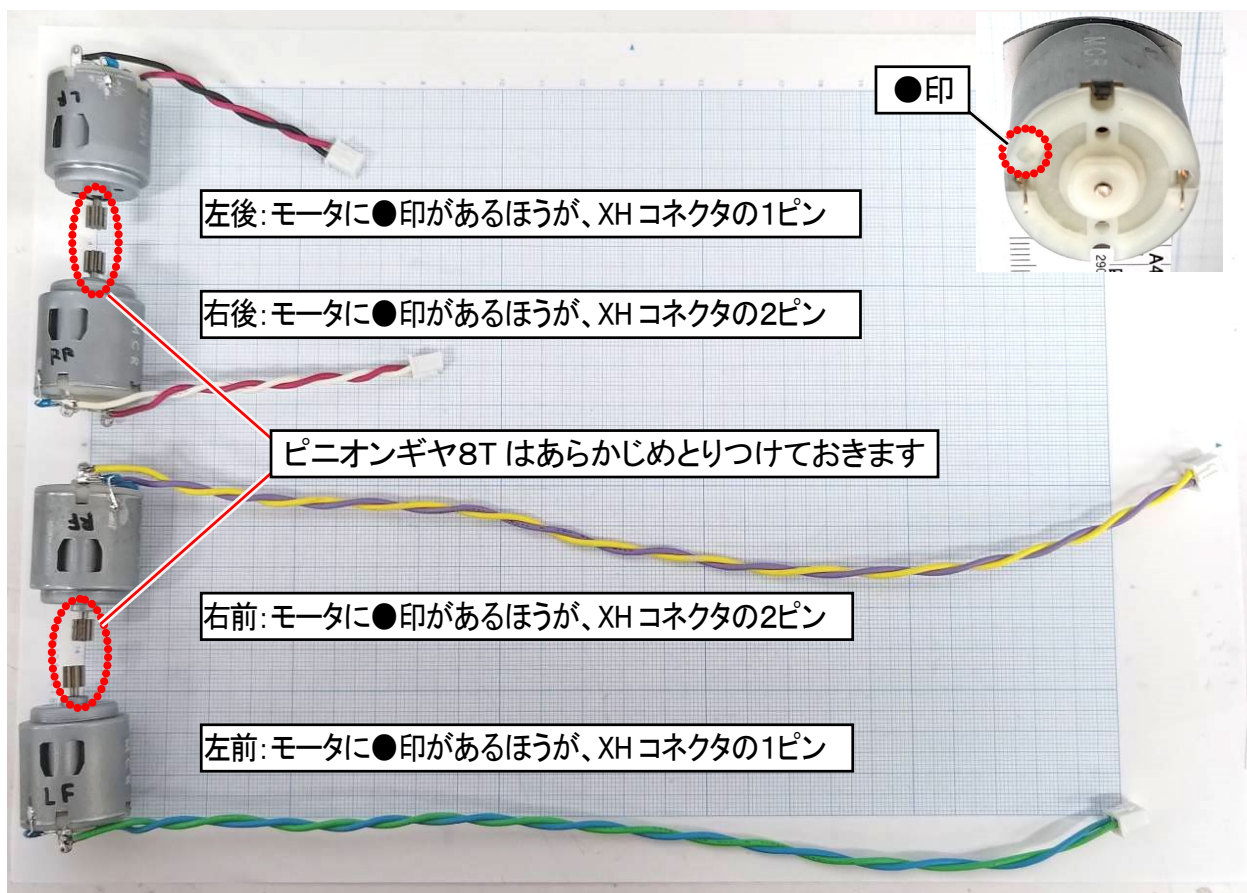 ●印
MCR
A4
290
左後:モータに●印があるほうが、XHコネクタの1ピン
右後:モータに●印があるほうが、XHコネクタの2ピン
MCR
RR
ピニオンギヤ8Tはあらかじめとりつけておきます
RF
右前:モータに●印があるほうが、XHコネクタの2ピン
左前:モータに●印があるほうが、XHコネクタの1ピン
LF